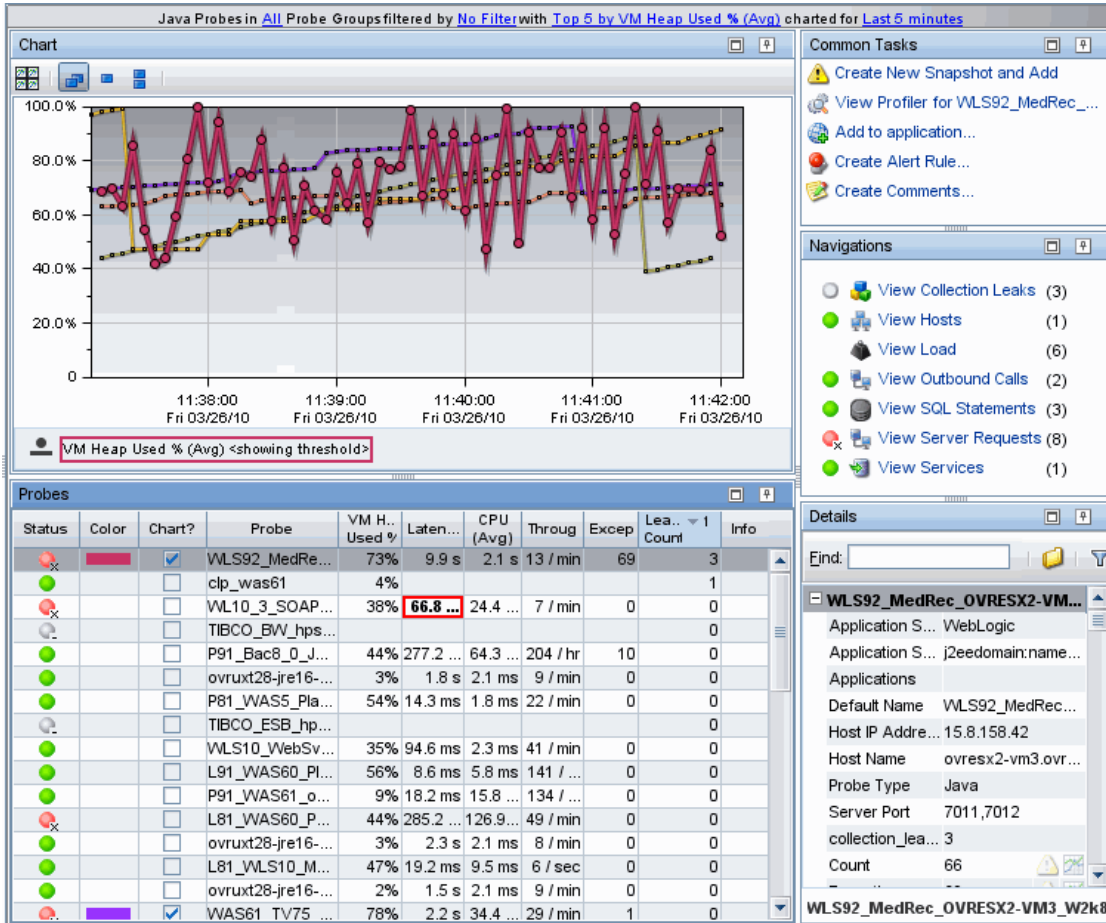 Java Probes in All Probe Groups filtered by No Filter with Top 5 by VM Heap Used % (Avg) charted for Last 5 minutes
Chart
100.0%
80.0%
60.0%
40.0%
20.0%
0
11:38:00 11:39:00 11:40:00 11:41:00 11:42:00
Fri 03/26/10 Fri 03/26/10 Fri 03/26/10 Fri 03/26/10 Fri 03/26/10
VM Heap Used % (Avg) <showing threshold>
Probes
Status Color Chart? Probe VM H.. Used % Laten... CPU (Avg) Throug Excep Lea.. 1 Count Info
WLS92_MedRe... 73% 9.9 s 2.1 s 13 / min 69 3
clp_was61 4% 1
WL10_3_SOAP... 38% 66.8 ... 24.4 ... 7 / min 0 0
TIBCO_BW_hps... 0
P91_Bac8_0_J... 44% 277.2 ... 64.3 ... 204 / hr 10 0
ovruxt28-jre16-... 3% 1.8 s 2.1 ms 9 / min 0 0
P81_WAS5_Pla... 54% 14.3 ms 1.8 ms 22 / min 0 0
TIBCO_ESB_hp... 0
WLS10_WebSv... 35% 94.6 ms 2.3 ms 41 / min 0 0
L91_WAS60_Pl... 56% 8.6 ms 5.8 ms 141 / ... 0 0
P91_WAS61_o... 9% 18.2 ms 15.8 ... 134 / ... 0 0
L81_WAS60_P... 44% 285.2 ... 126.9... 49 / min 0 0
ovruxt28-jre16-... 3% 2.3 s 2.1 ms 8 / min 0 0
L81_WLS10_M... 47% 19.2 ms 9.5 ms 6 / sec 0 0
ovruxt28-jre16-... 2% 1.5 s 2.1 ms 9 / min 0 0
WAS61_TV75_... 78% 2.2 s 34.4 ... 29 / min 1 0
Common Tasks
Create New Snapshot and Add
View Profiler for WLS92_MedRec_...
Add to application...
Create Alert Rule...
Create Comments...
Navigations
View Collection Leaks (3)
View Hosts (1)
View Load (6)
View Outbound Calls (2)
View SQL Statements (3)
View Server Requests (8)
View Services (1)
Details
Find:
WLS92_MedRec_OVRESX2-VM...
Application S... WebLogic
Application S... j2eedomain:name...
Applications
Default Name WLS92_MedRec...
Host IP Addre... 15.8.158.42
Host Name ovresx2-vm3.ovr...
Probe Type Java
Server Port 7011,7012
collection_lea... 3
Count 66
WLS92_MedRec_OVRESX2-VM3_W2k8